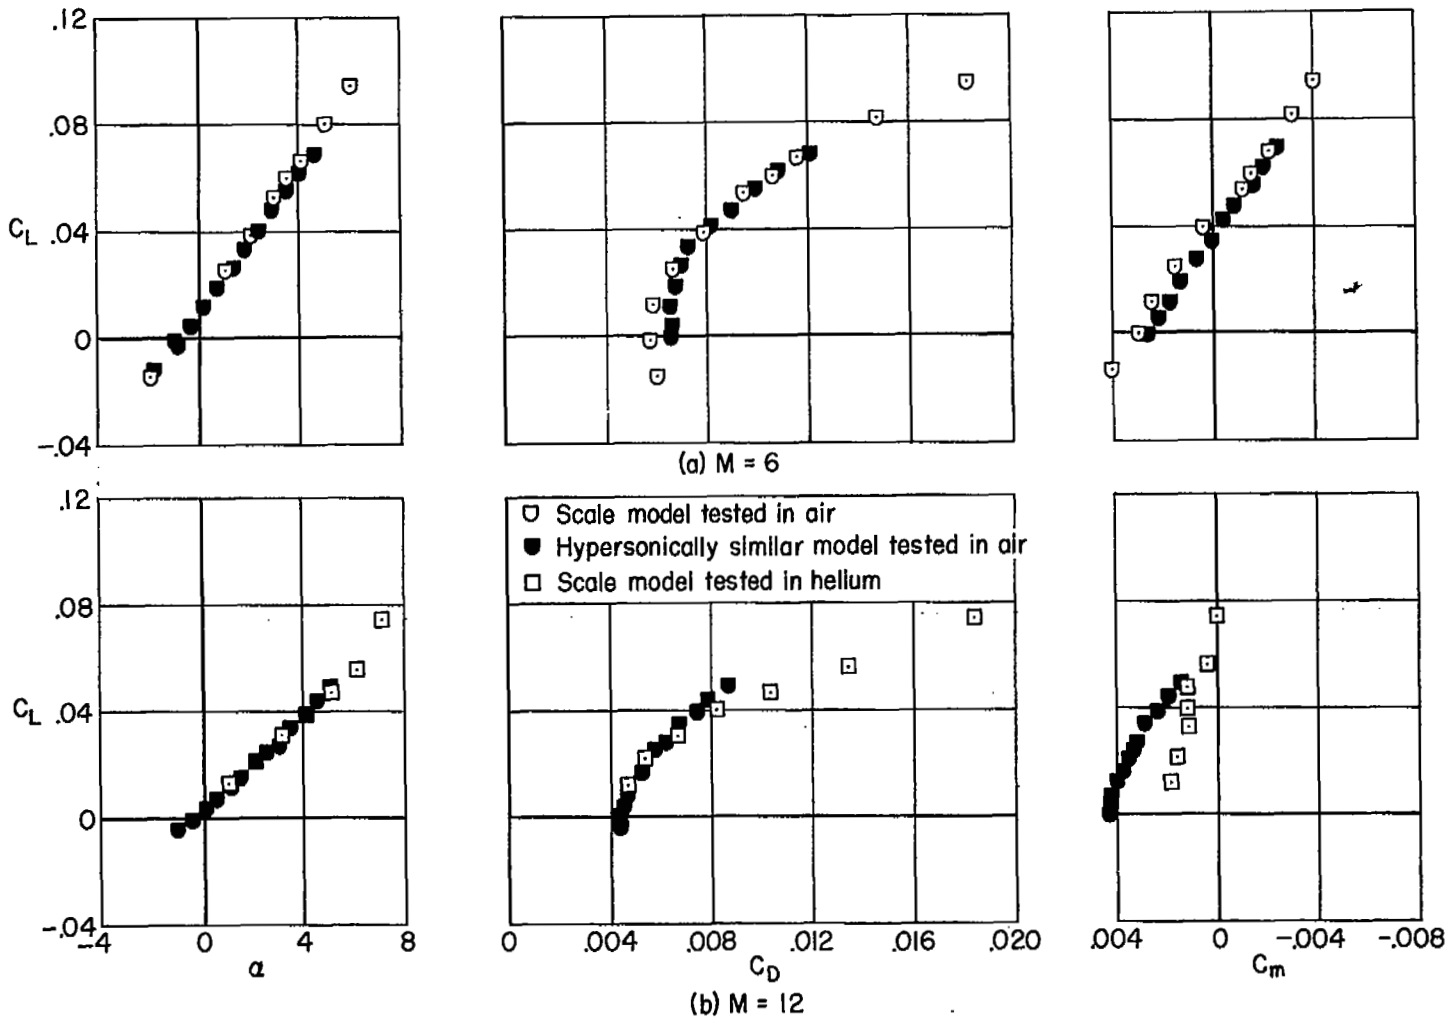 .12
.08
C_L .04
0
-.04
(a) M = 6
.12
.08
C_L .04
0
-.04
Scale model tested in air
Hypersonically similar model tested in air
Scale model tested in helium
-4 0 4 8
α
0 .004 .008 .012 .016 .020
C_D
.004 0 -.004 -.008
C_m
(b) M = 12